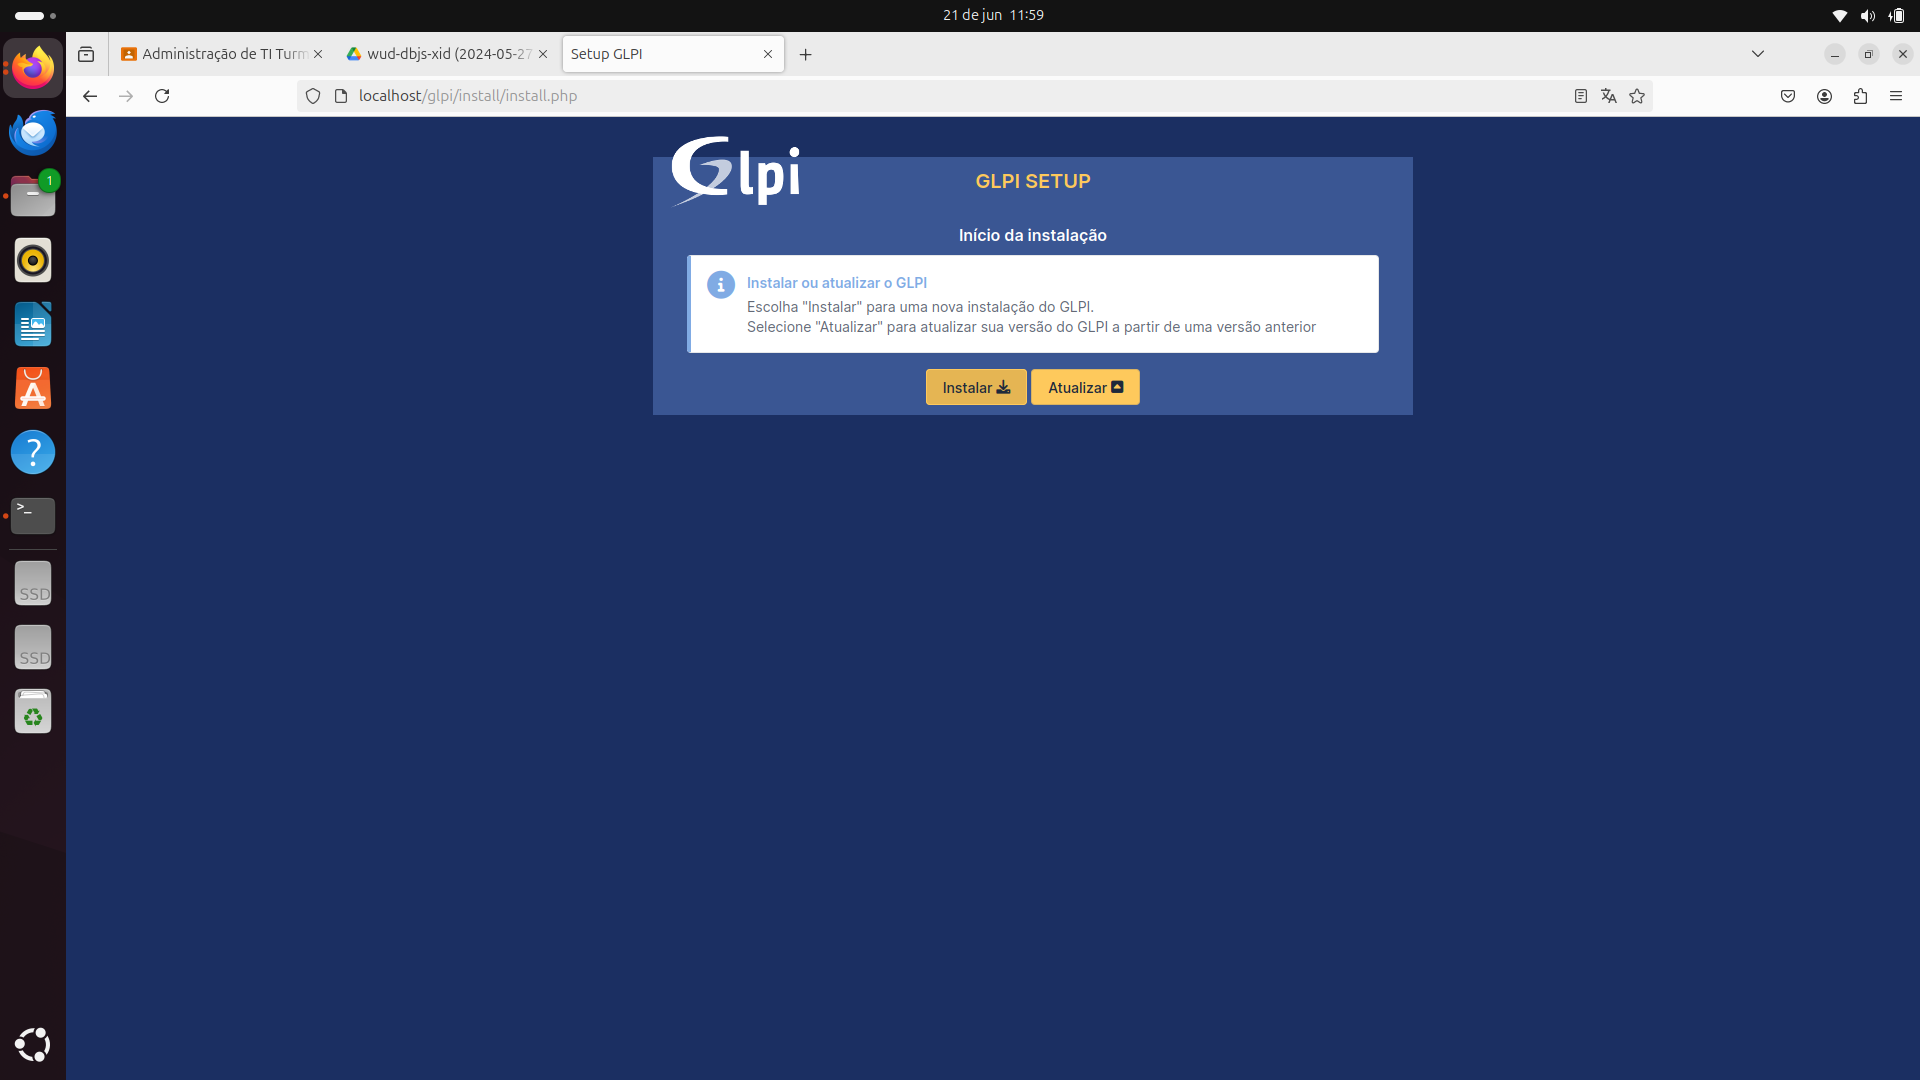 21 de jun 11:59
Administração de TI Turm
wud-dbjs-xid (2024-05-27
Setup GLPI
localhost/glpi/install/install.php
1
Glpi
GLPI SETUP
Início da instalação
Instalar ou atualizar o GLPI
Escolha "Instalar" para uma nova instalação do GLPI.
Selecione "Atualizar" para atualizar sua versão do GLPI a partir de uma versão anterior
Instalar
Atualizar
?
>_
SSD
SSD